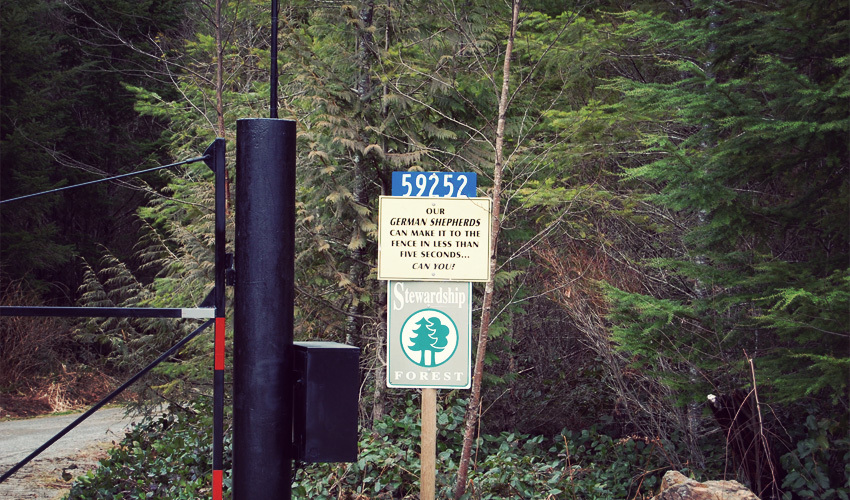 59252
OUR
GERMAN SHEPHERDS
CAN MAKE IT TO THE
FENCE IN LESS THAN
FIVE SECONDS...
CAN YOU?
Stewardship
FOREST